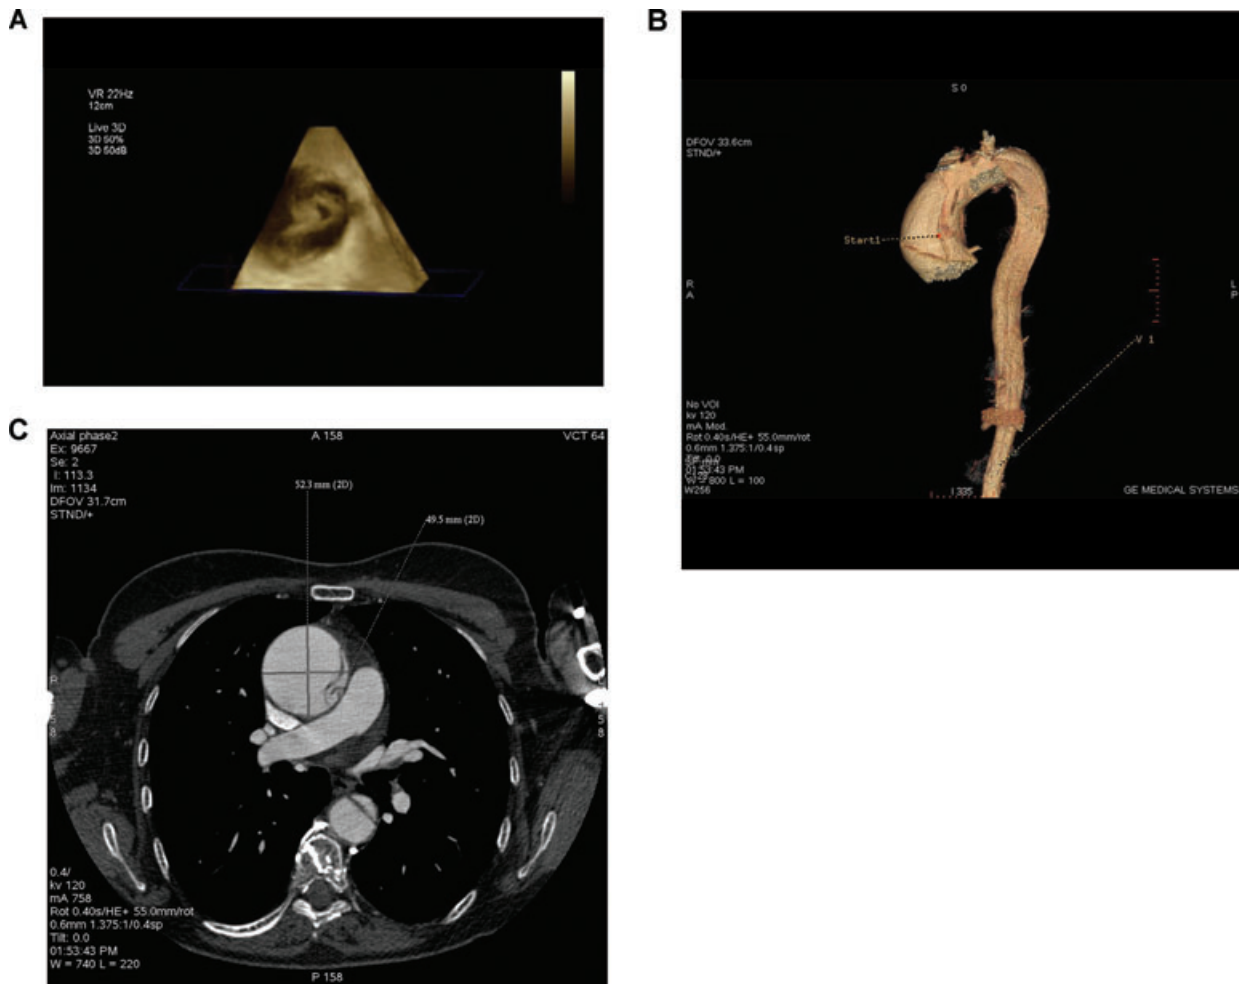 A
VR 22Hz
12cm
Live 3D
3D 50%
3D 50dB
B
S 0
DFOV 33.6cm
STND/+
Start1
R
A
L
P
V 1
No VOI
kv 120
mA Mod.
Rot 0.40s/HE+ 55.0mm/rot
0.6mm 1.375:1/0.4sp
01:53:43 PM
W = 800 L = 100
W256
I 335
GE MEDICAL SYSTEMS
C
Axial phase2
Ex: 9667
Se: 2
I: 113.3
Im: 1134
DFOV 31.7cm
STND/+
A 158
VCT 64
52.3 mm (2D)
49.5 mm (2D)
R
0.4/
kv 120
mA 758
Rot 0.40s/HE+ 55.0mm/rot
0.6mm 1.375:1/0.4sp
Tilt: 0.0
01:53:43 PM
W = 740 L = 220
P 158